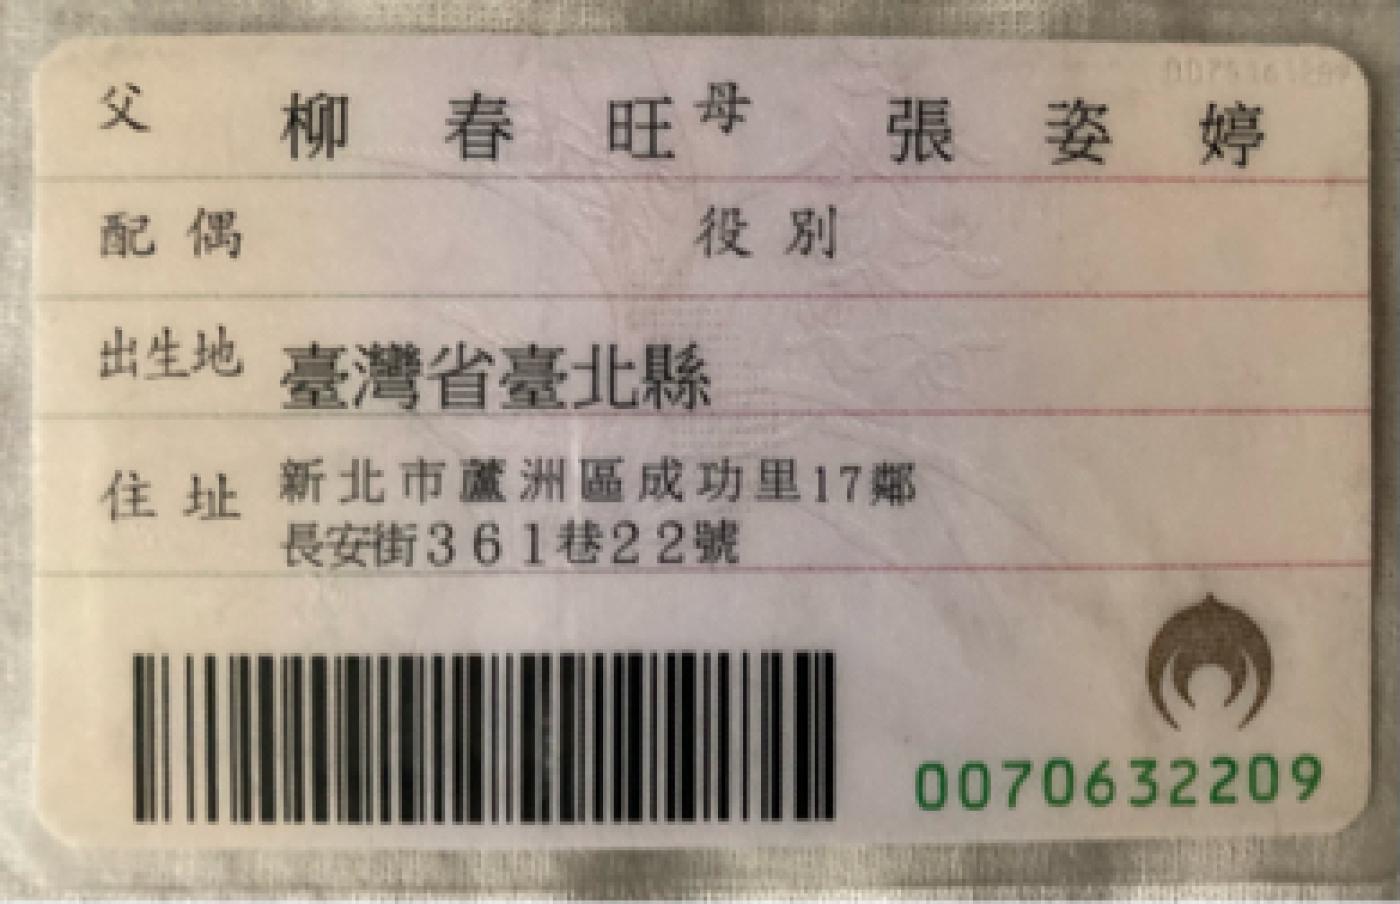 父 柳春旺 母 張姿婷
配偶 役別
出生地 臺灣省臺北縣
住址 新北市蘆洲區成功里17鄰
長安街361巷22號
0070632209